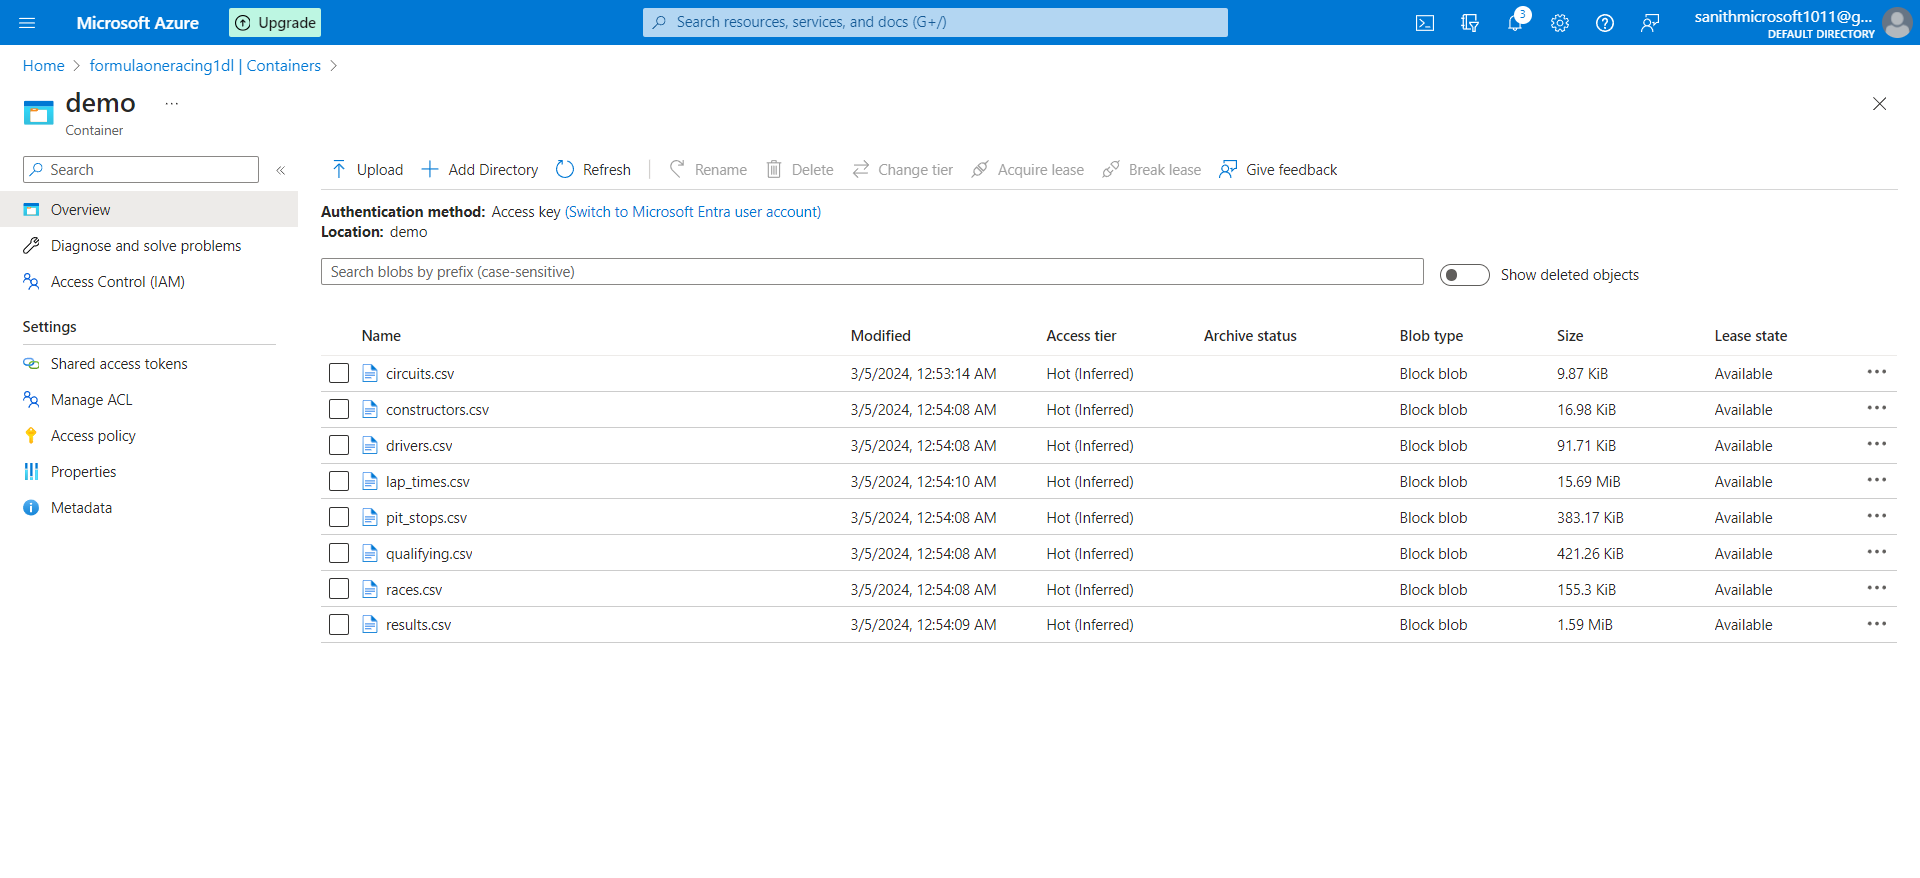 Microsoft Azure
Upgrade
Search resources, services, and docs (G+/)
3
sanithmicrosoft1011@g...
DEFAULT DIRECTORY
Home > formulaoneracing1dl | Containers >
demo ...
Container
Search
«
Overview
Diagnose and solve problems
Access Control (IAM)
Settings
Shared access tokens
Manage ACL
Access policy
Properties
Metadata
Upload Add Directory Refresh Rename Delete Change tier Acquire lease Break lease Give feedback
Authentication method: Access key (Switch to Microsoft Entra user account)
Location: demo
Search blobs by prefix (case-sensitive)
Show deleted objects
Name Modified Access tier Archive status Blob type Size Lease state
circuits.csv 3/5/2024, 12:53:14 AM Hot (Inferred) Block blob 9.87 KiB Available ...
constructors.csv 3/5/2024, 12:54:08 AM Hot (Inferred) Block blob 16.98 KiB Available ...
drivers.csv 3/5/2024, 12:54:08 AM Hot (Inferred) Block blob 91.71 KiB Available ...
lap_times.csv 3/5/2024, 12:54:10 AM Hot (Inferred) Block blob 15.69 MiB Available ...
pit_stops.csv 3/5/2024, 12:54:08 AM Hot (Inferred) Block blob 383.17 KiB Available ...
qualifying.csv 3/5/2024, 12:54:08 AM Hot (Inferred) Block blob 421.26 KiB Available ...
races.csv 3/5/2024, 12:54:08 AM Hot (Inferred) Block blob 155.3 KiB Available ...
results.csv 3/5/2024, 12:54:09 AM Hot (Inferred) Block blob 1.59 MiB Available ...